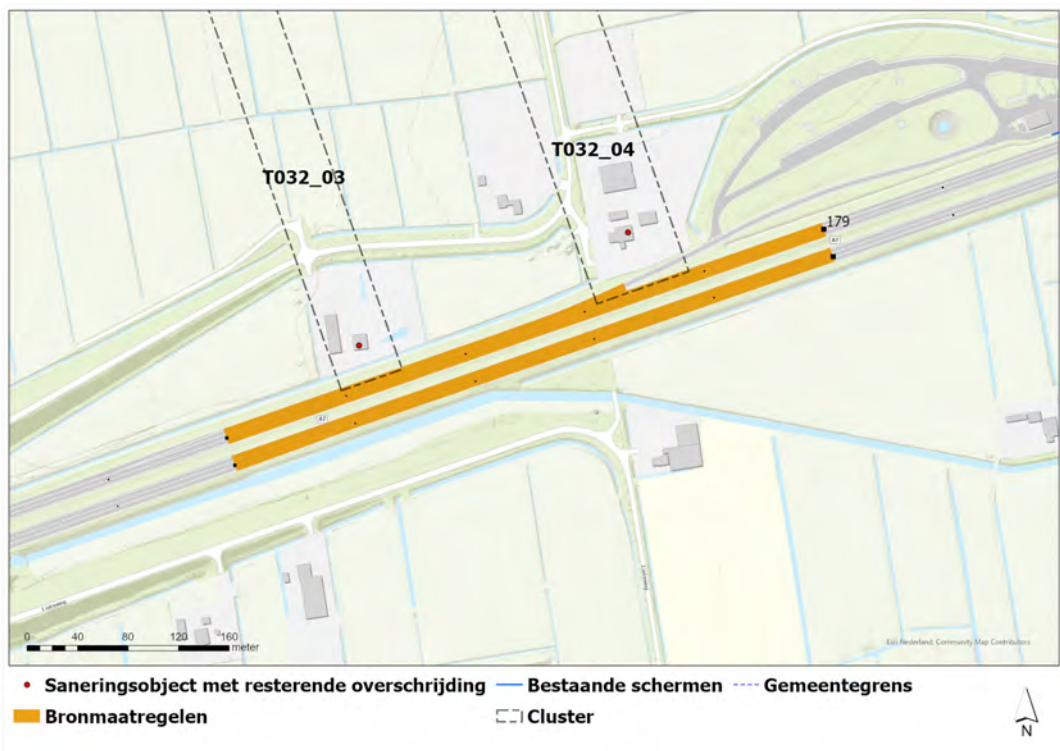 T032_04
T032_03
179
A7
A7
0 40 80 120 160
meter
Esri Nederland, Community Map Contributors
• Saneringsobject met resterende overschrijding
Bestaande schermen
Gemeentegrens
Bronmaatregelen
Cluster
N